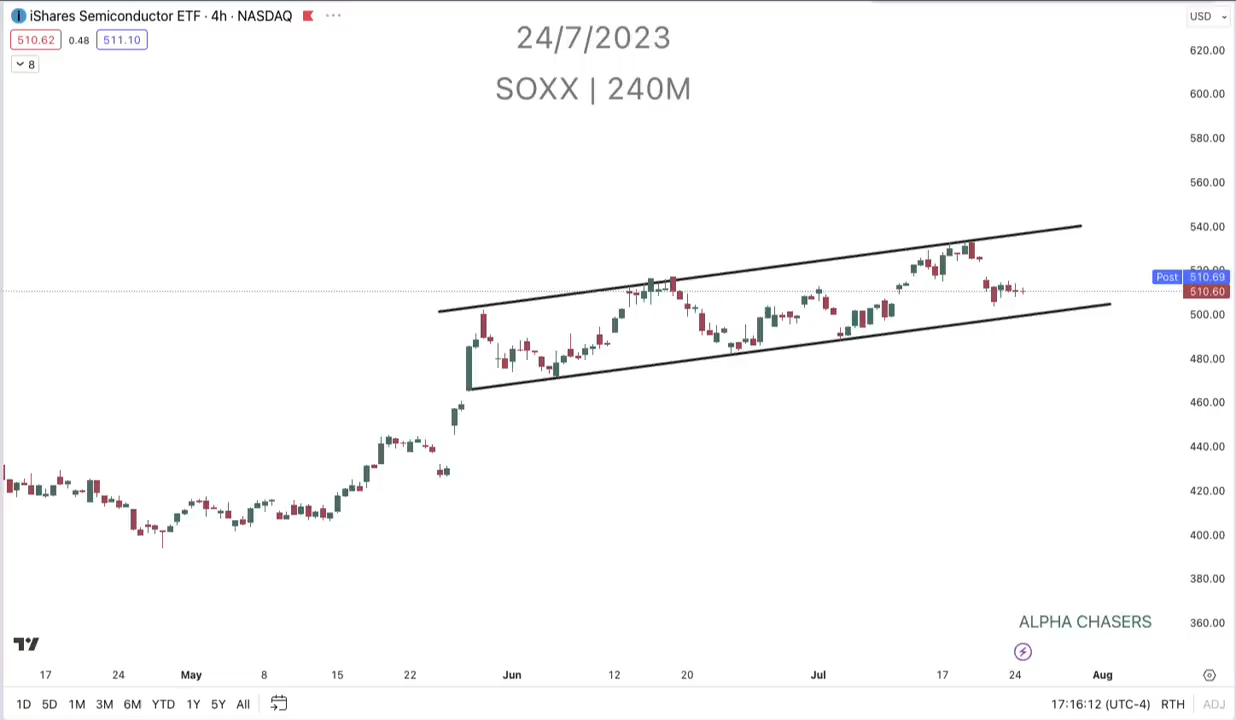 iShares Semiconductor ETF · 4h · NASDAQ
510.62 0.48 511.10
8
24/7/2023
SOXX | 240M
USD
620.00
600.00
580.00
560.00
540.00
520.00
Post 510.69
510.60
500.00
480.00
460.00
440.00
420.00
400.00
380.00
360.00
ALPHA CHASERS
17 24 May 8 15 22 Jun 12 20 Jul 17 24 Aug
1D 5D 1M 3M 6M YTD 1Y 5Y All
17:16:12 (UTC-4) RTH ADJ